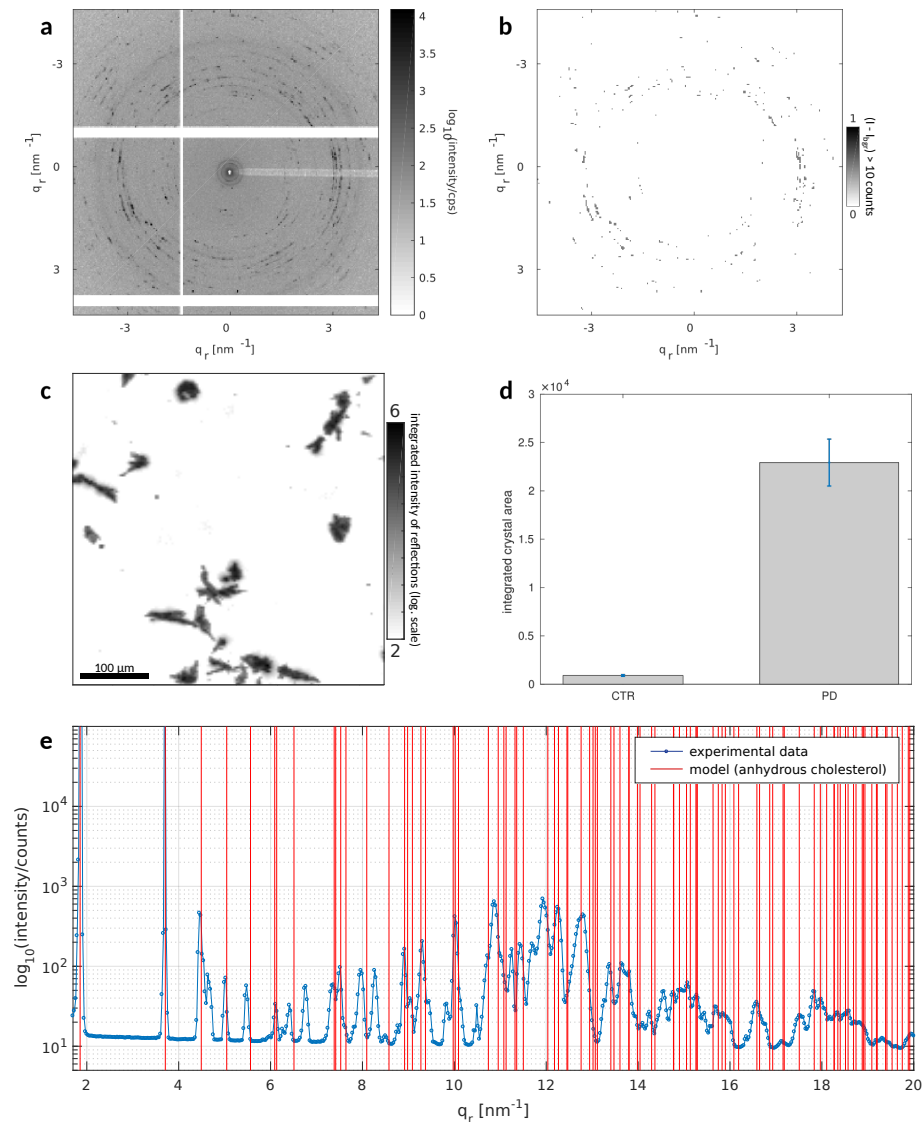 a
-3
0
3
q_r [nm^-1]
-3
0
3
q_r [nm^-1]
4
3.5
3
2.5
2
1.5
1
0.5
0
log_10(intensity/cps)
b
-3
0
3
q_r [nm^-1]
-3
0
3
q_r [nm^-1]
1
0
(I - I_bgr) > 10 counts
c
100 µm
6
2
integrated intensity of reflections (log. scale)
d
×10^4
3
2.5
2
1.5
1
0.5
0
integrated crystal area
CTR
PD
e
experimental data
model (anhydrous cholesterol)
10^4
10^3
10^2
10^1
log_10(intensity/counts)
2
4
6
8
10
12
14
16
18
20
q_r [nm^-1]